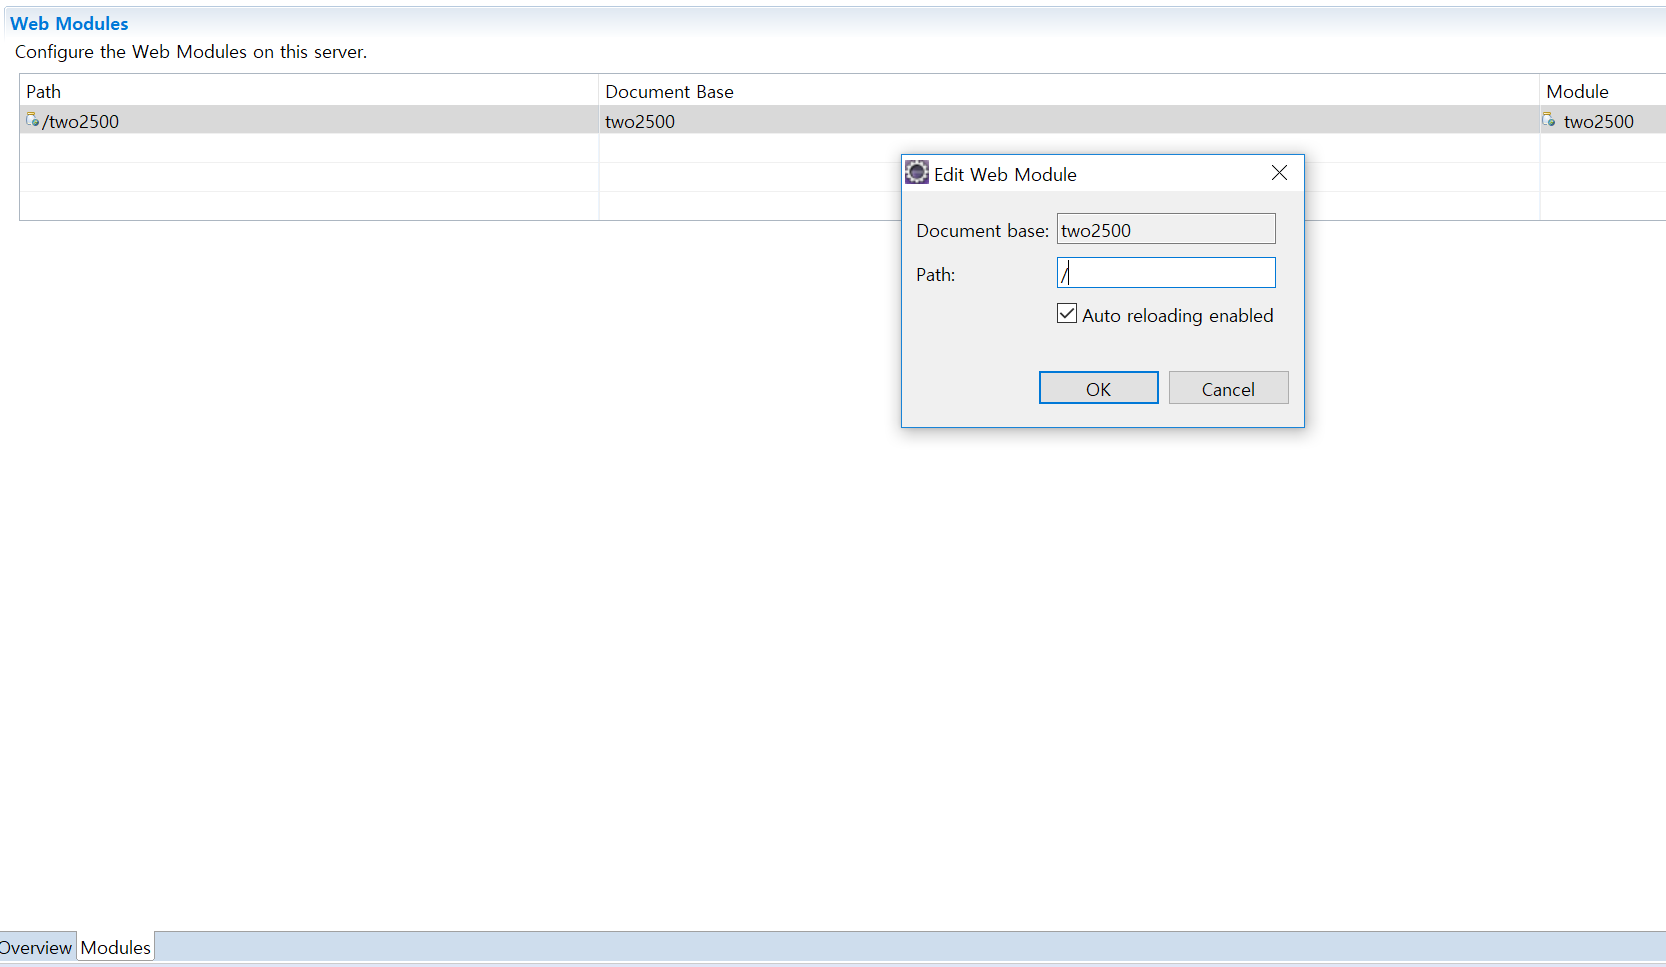 Web Modules
Configure the Web Modules on this server.
Path Document Base Module
/two2500 two2500 two2500
Edit Web Module
Document base: two2500
Path: /
Auto reloading enabled
OK Cancel
Overview Modules